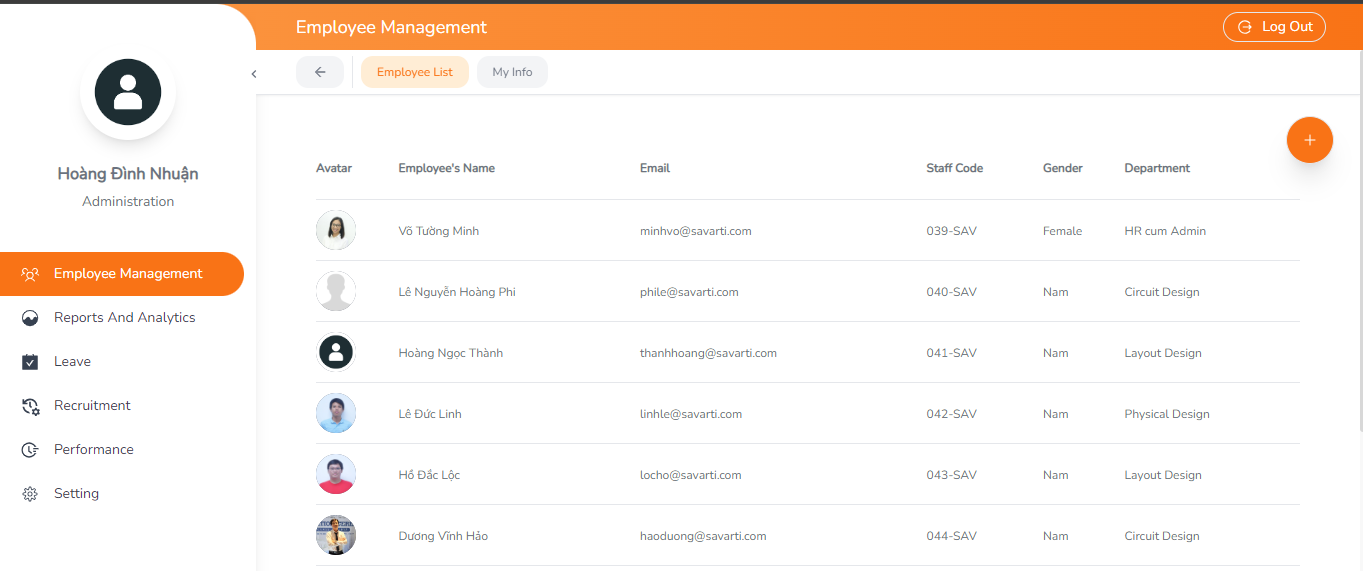 Employee Management
Log Out
Employee List
My Info
Hoàng Đình Nhuận
Administration
Employee Management
Reports And Analytics
Leave
Recruitment
Performance
Setting
Avatar Employee's Name Email Staff Code Gender Department
Võ Tường Minh minhvo@savarti.com 039-SAV Female HR cum Admin
Lê Nguyễn Hoàng Phi phile@savarti.com 040-SAV Nam Circuit Design
Hoàng Ngọc Thành thanhhoang@savarti.com 041-SAV Nam Layout Design
Lê Đức Linh linhle@savarti.com 042-SAV Nam Physical Design
Hồ Đắc Lộc locho@savarti.com 043-SAV Nam Layout Design
Dương Vĩnh Hảo haoduong@savarti.com 044-SAV Nam Circuit Design